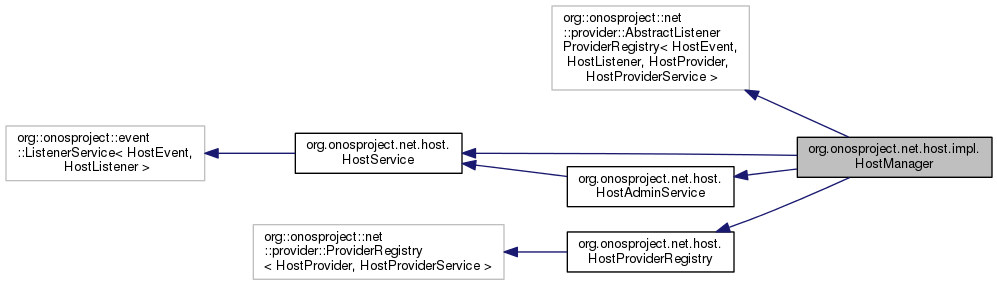 org::onosproject::net
::provider::AbstractListener
ProviderRegistry< HostEvent,
HostListener, HostProvider,
HostProviderService >
org::onosproject::event
::ListenerService< HostEvent,
HostListener >
org.onosproject.net.host.
HostService
org.onosproject.net.host.impl.
HostManager
org.onosproject.net.host.
HostAdminService
org::onosproject::net
::provider::ProviderRegistry
< HostProvider, HostProviderService >
org.onosproject.net.host.
HostProviderRegistry